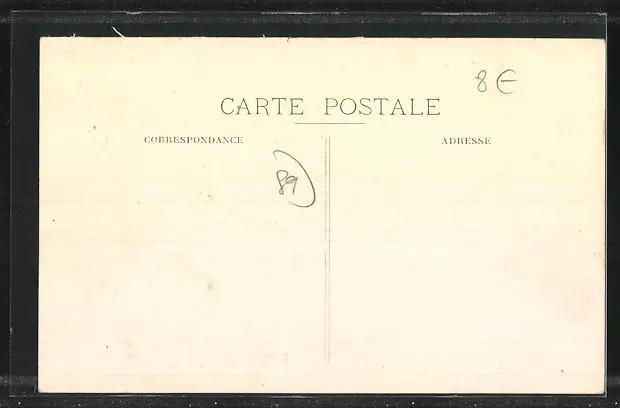 8€
CARTE POSTALE
CORRESPONDANCE
ADRESSE
89